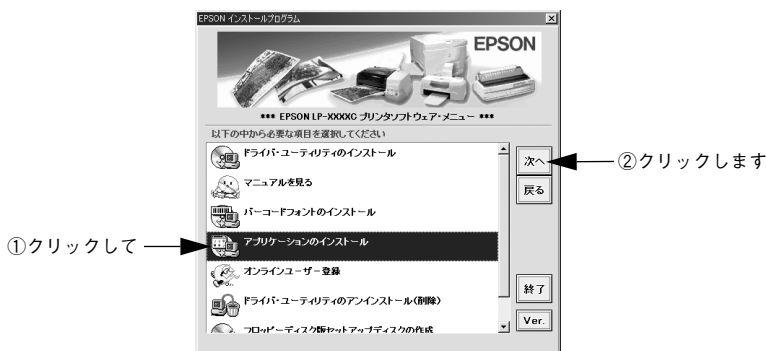 EPSON インストールプログラム
EPSON
*** EPSON LP-XXXXC プリンタソフトウェア・メニュー ***
以下の中から必要な項目を選択してください
ドライバ・ユーティリティのインストール
次へ
②クリックします
マニュアルを見る
戻る
バーコードフォントのインストール
①クリックして
アプリケーションのインストール
オンラインユーザー登録
終了
ドライバ・ユーティリティのアンインストール(削除)
Ver.
フロッピーディスク版セットアップディスクの作成